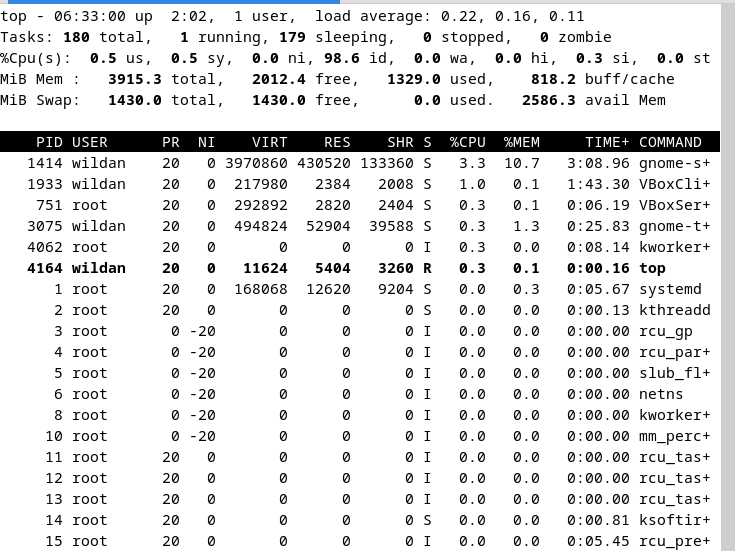 top - 06:33:00 up  2:02,  1 user,  load average: 0.22, 0.16, 0.11
Tasks: 180 total,   1 running, 179 sleeping,   0 stopped,   0 zombie
%Cpu(s):  0.5 us,  0.5 sy,  0.0 ni, 98.6 id,  0.0 wa,  0.0 hi,  0.3 si,  0.0 st
MiB Mem :   3915.3 total,   2012.4 free,   1329.0 used,    818.2 buff/cache
MiB Swap:   1430.0 total,   1430.0 free,      0.0 used.   2586.3 avail Mem
    PID USER      PR  NI    VIRT    RES    SHR S  %CPU  %MEM     TIME+ COMMAND
   1414 wildan    20   0 3970860 430520 133360 S   3.3  10.7   3:08.96 gnome-s+
   1933 wildan    20   0  217980   2384   2008 S   1.0   0.1   1:43.30 VBoxCli+
    751 root      20   0  292892   2820   2404 S   0.3   0.1   0:06.19 VBoxSer+
   3075 wildan    20   0  494824  52904  39588 S   0.3   1.3   0:25.83 gnome-t+
   4062 root      20   0       0      0      0 I   0.3   0.0   0:08.14 kworker+
   4164 wildan    20   0   11624   5404   3260 R   0.3   0.1   0:00.16 top
      1 root      20   0  168068  12620   9204 S   0.0   0.3   0:05.67 systemd
      2 root      20   0       0      0      0 S   0.0   0.0   0:00.13 kthreadd
      3 root       0 -20       0      0      0 I   0.0   0.0   0:00.00 rcu_gp
      4 root       0 -20       0      0      0 I   0.0   0.0   0:00.00 rcu_par+
      5 root       0 -20       0      0      0 I   0.0   0.0   0:00.00 slub_fl+
      6 root       0 -20       0      0      0 I   0.0   0.0   0:00.00 netns
      8 root       0 -20       0      0      0 I   0.0   0.0   0:00.00 kworker+
     10 root       0 -20       0      0      0 I   0.0   0.0   0:00.00 mm_perc+
     11 root      20   0       0      0      0 I   0.0   0.0   0:00.00 rcu_tas+
     12 root      20   0       0      0      0 I   0.0   0.0   0:00.00 rcu_tas+
     13 root      20   0       0      0      0 I   0.0   0.0   0:00.00 rcu_tas+
     14 root      20   0       0      0      0 S   0.0   0.0   0:00.81 ksoftir+
     15 root      20   0       0      0      0 I   0.0   0.0   0:05.45 rcu_pre+